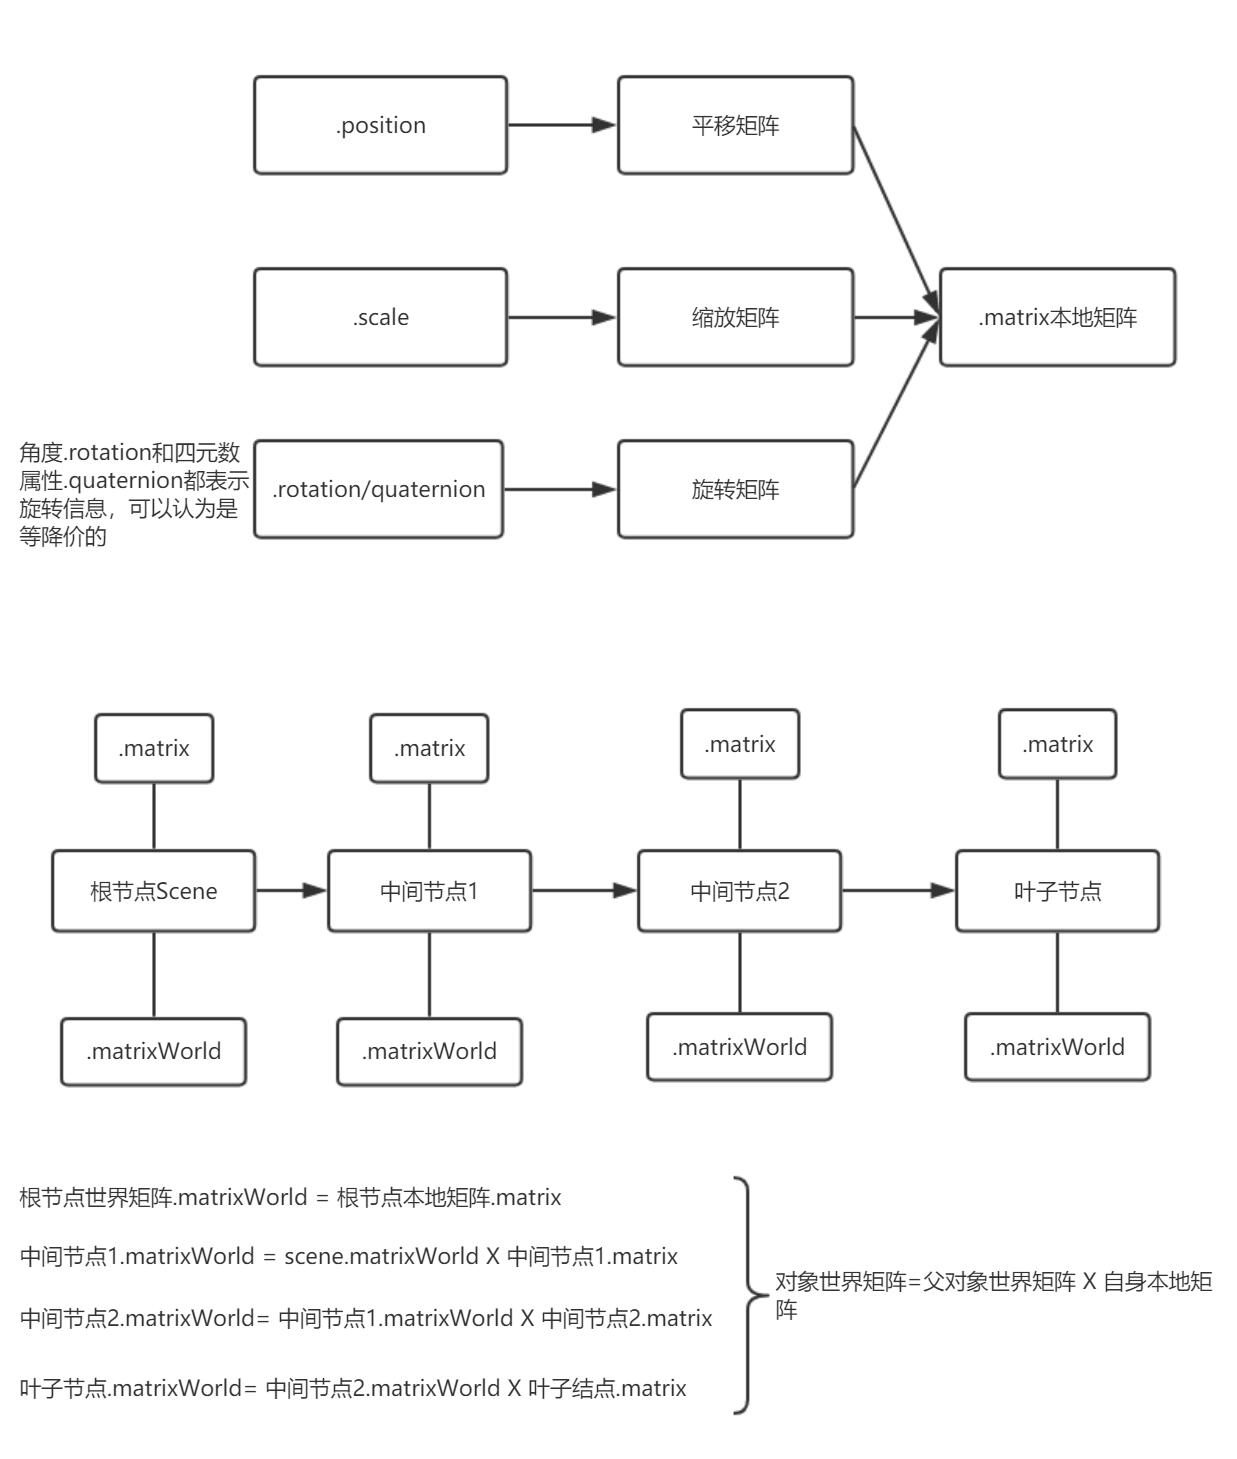 .position
平移矩阵
.scale
缩放矩阵
.matrix本地矩阵
角度.rotation和四元数
属性.quaternion都表示
旋转信息，可以认为是
等降价的
.rotation/quaternion
旋转矩阵
.matrix
.matrix
.matrix
.matrix
根节点Scene
中间节点1
中间节点2
叶子节点
.matrixWorld
.matrixWorld
.matrixWorld
.matrixWorld
根节点世界矩阵.matrixWorld = 根节点本地矩阵.matrix
中间节点1.matrixWorld = scene.matrixWorld X 中间节点1.matrix
中间节点2.matrixWorld= 中间节点1.matrixWorld X 中间节点2.matrix
叶子节点.matrixWorld= 中间节点2.matrixWorld X 叶子结点.matrix
对象世界矩阵=父对象世界矩阵 X 自身本地矩
阵